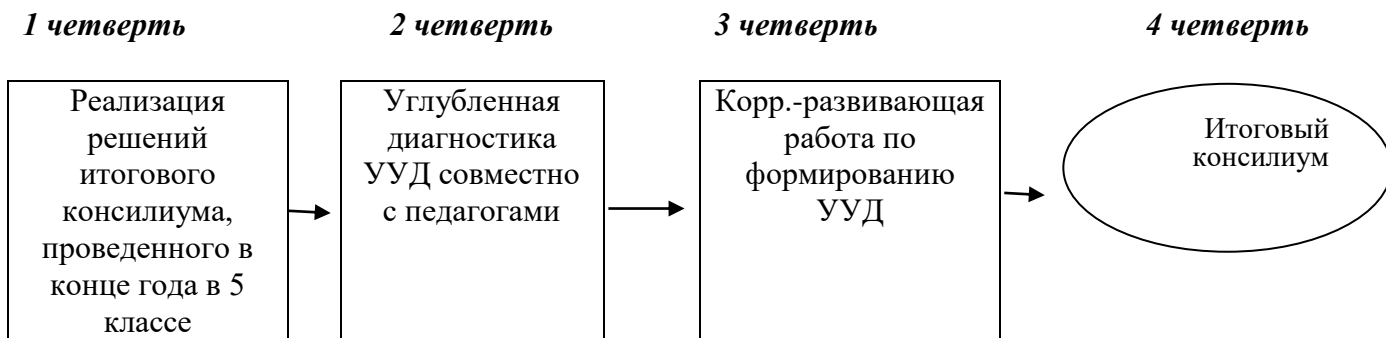 1 четверть
2 четверть
3 четверть
4 четверть
Реализация
решений
итогового
консилиума,
проведенного в
конце года в 5
классе
Углубленная
диагностика
УУД совместно
с педагогами
Корр.-развивающая
работа по
формированию
УУД
Итоговый
консилиум